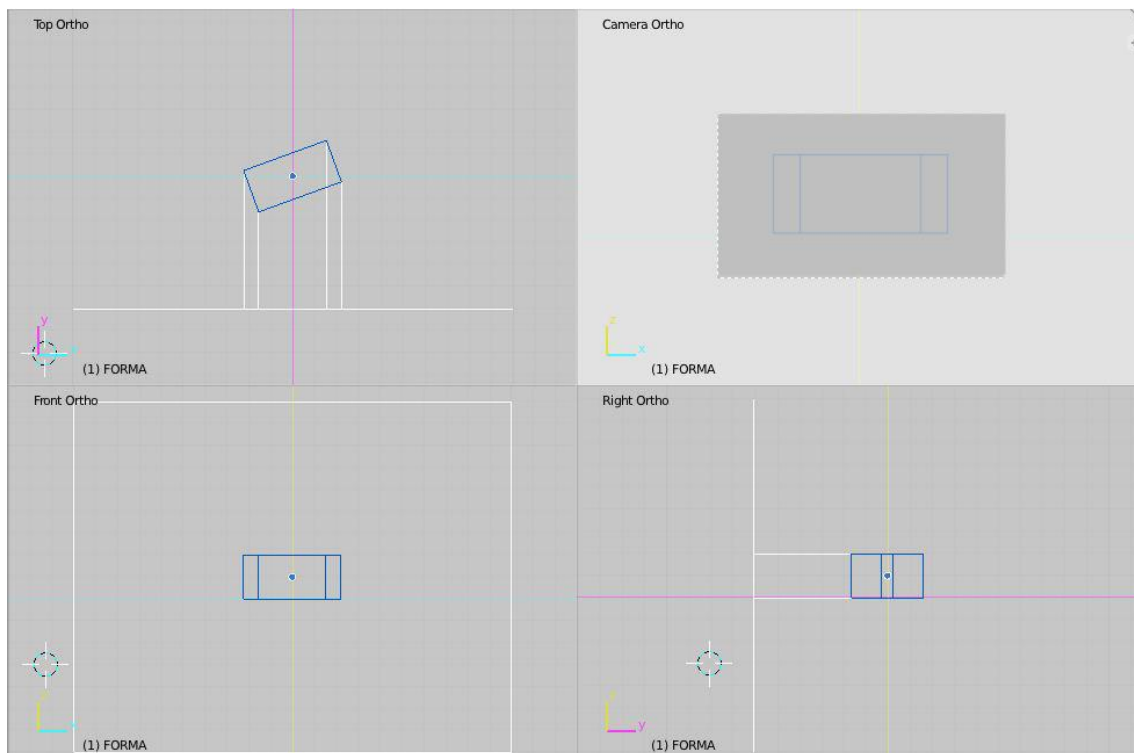 Top Ortho
Camera Ortho
y
x
(1) FORMA
z
x
(1) FORMA
Front Ortho
Right Ortho
z
x
(1) FORMA
z
y
(1) FORMA